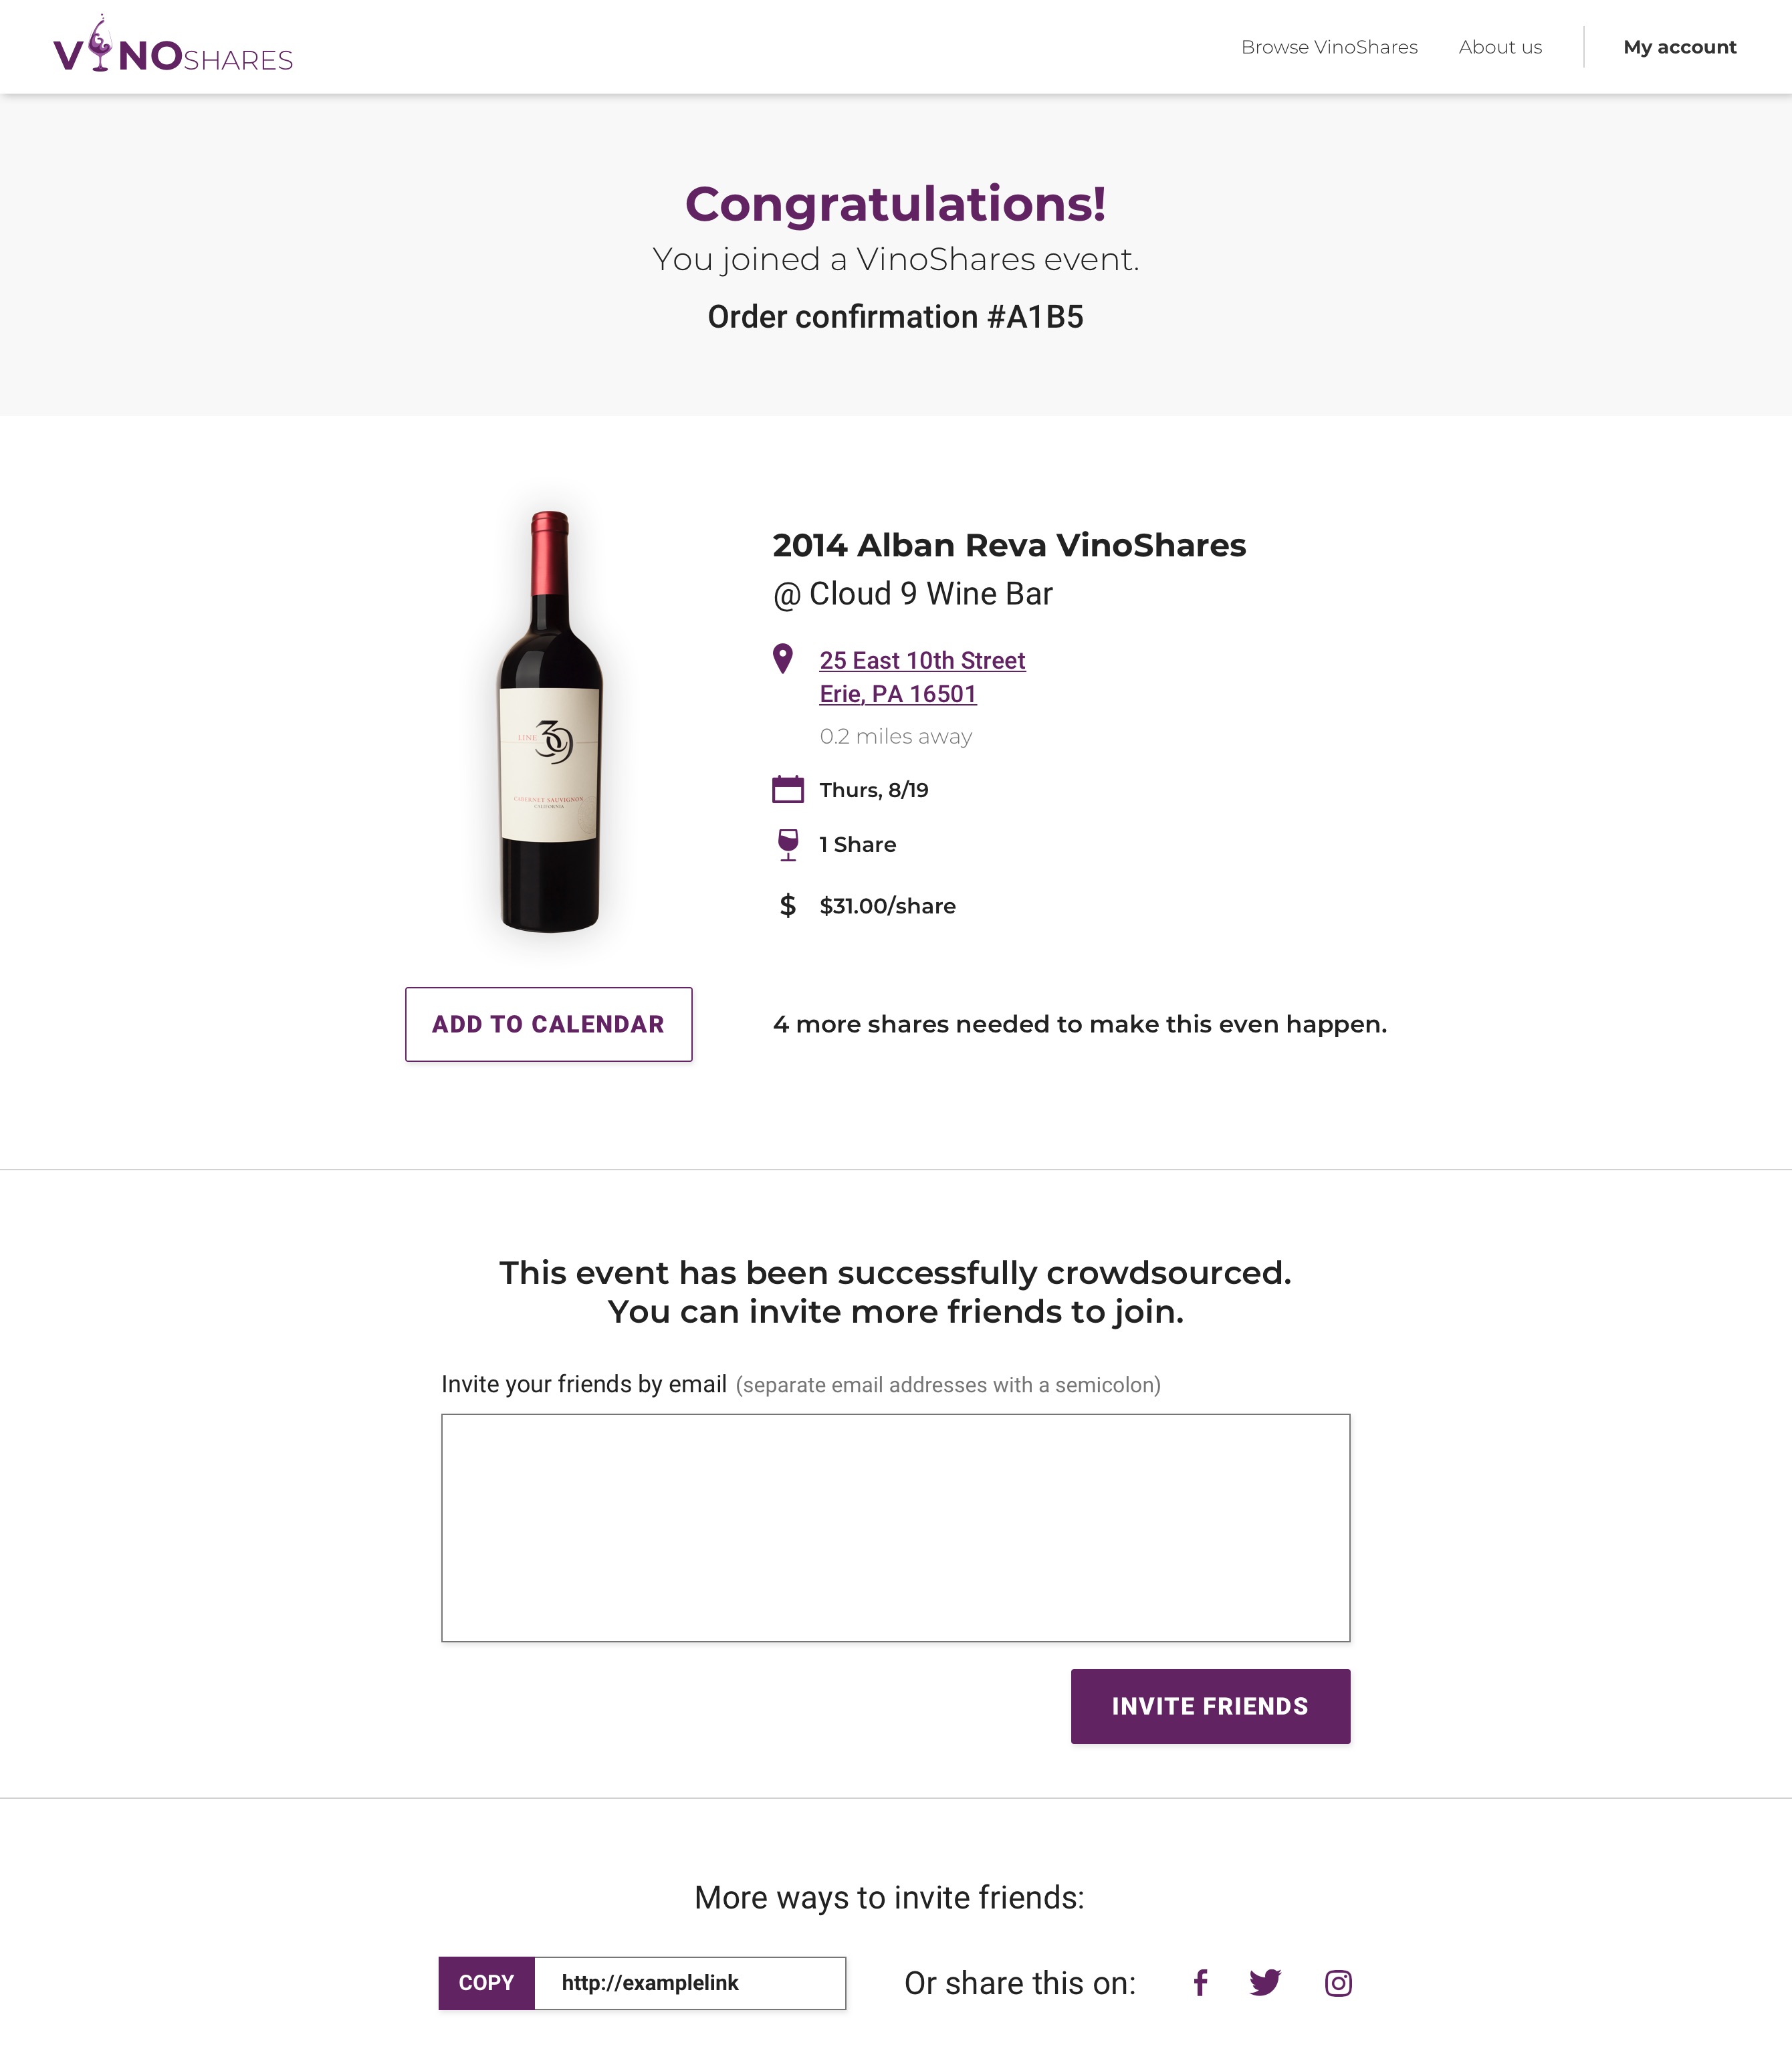 VINOSHARES
Browse VinoShares
About us
My account
Congratulations!
You joined a VinoShares event.
Order confirmation #A1B5
LINE 39
CABERNET SAUVIGNON
CALIFORNIA
2014 Alban Reva VinoShares
@ Cloud 9 Wine Bar
25 East 10th Street
Erie, PA 16501
0.2 miles away
Thurs, 8/19
1 Share
$ $31.00/share
ADD TO CALENDAR
4 more shares needed to make this even happen.
This event has been successfully crowdsourced.
You can invite more friends to join.
Invite your friends by email (separate email addresses with a semicolon)
INVITE FRIENDS
More ways to invite friends:
COPY http://examplelink
Or share this on: